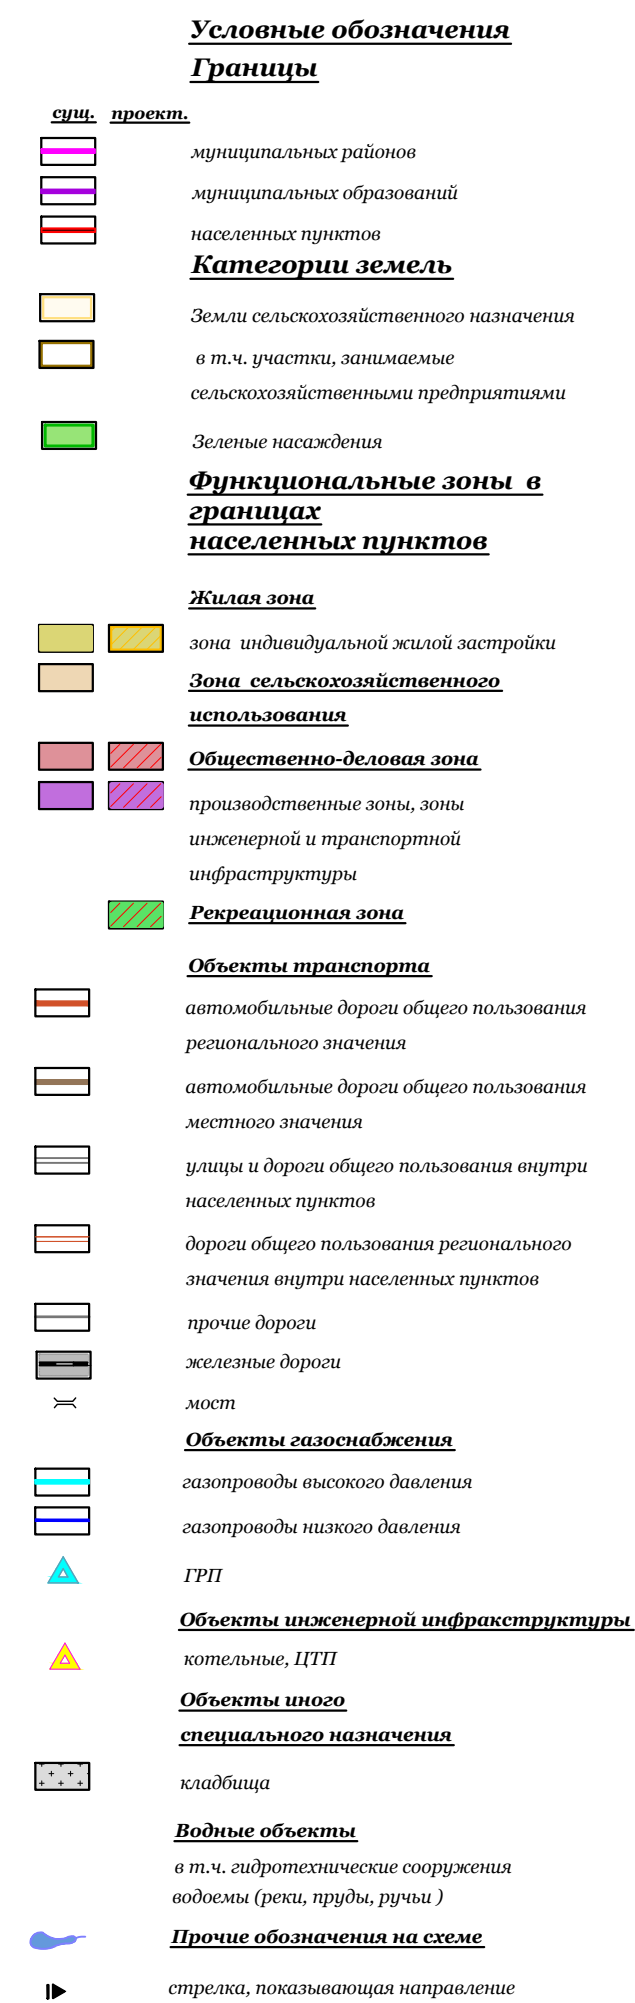 Условные обозначения
Границы
сущ. проект.
муниципальных районов
муниципальных образований
населенных пунктов
Категории земель
Земли сельскохозяйственного назначения
в т.ч. участки, занимаемые
сельскохозяйственными предприятиями
Зеленые насаждения
Функциональные зоны в
границах
населенных пунктов
Жилая зона
зона индивидуальной жилой застройки
Зона сельскохозяйственного
использования
Общественно-деловая зона
производственные зоны, зоны
инженерной и транспортной
инфраструктуры
Рекреационная зона
Объекты транспорта
автомобильные дороги общего пользования
регионального значения
автомобильные дороги общего пользования
местного значения
улицы и дороги общего пользования внутри
населенных пунктов
дороги общего пользования регионального
значения внутри населенных пунктов
прочие дороги
железные дороги
мост
Объекты газоснабжения
газопроводы высокого давления
газопроводы низкого давления
ГРП
Объекты инженерной инфракструктуры
котельные, ЦТП
Объекты иного
специального назначения
кладбища
Водные объекты
в т.ч. гидротехнические сооружения
водоемы (реки, пруды, ручьи )
Прочие обозначения на схеме
стрелка, показывающая направление